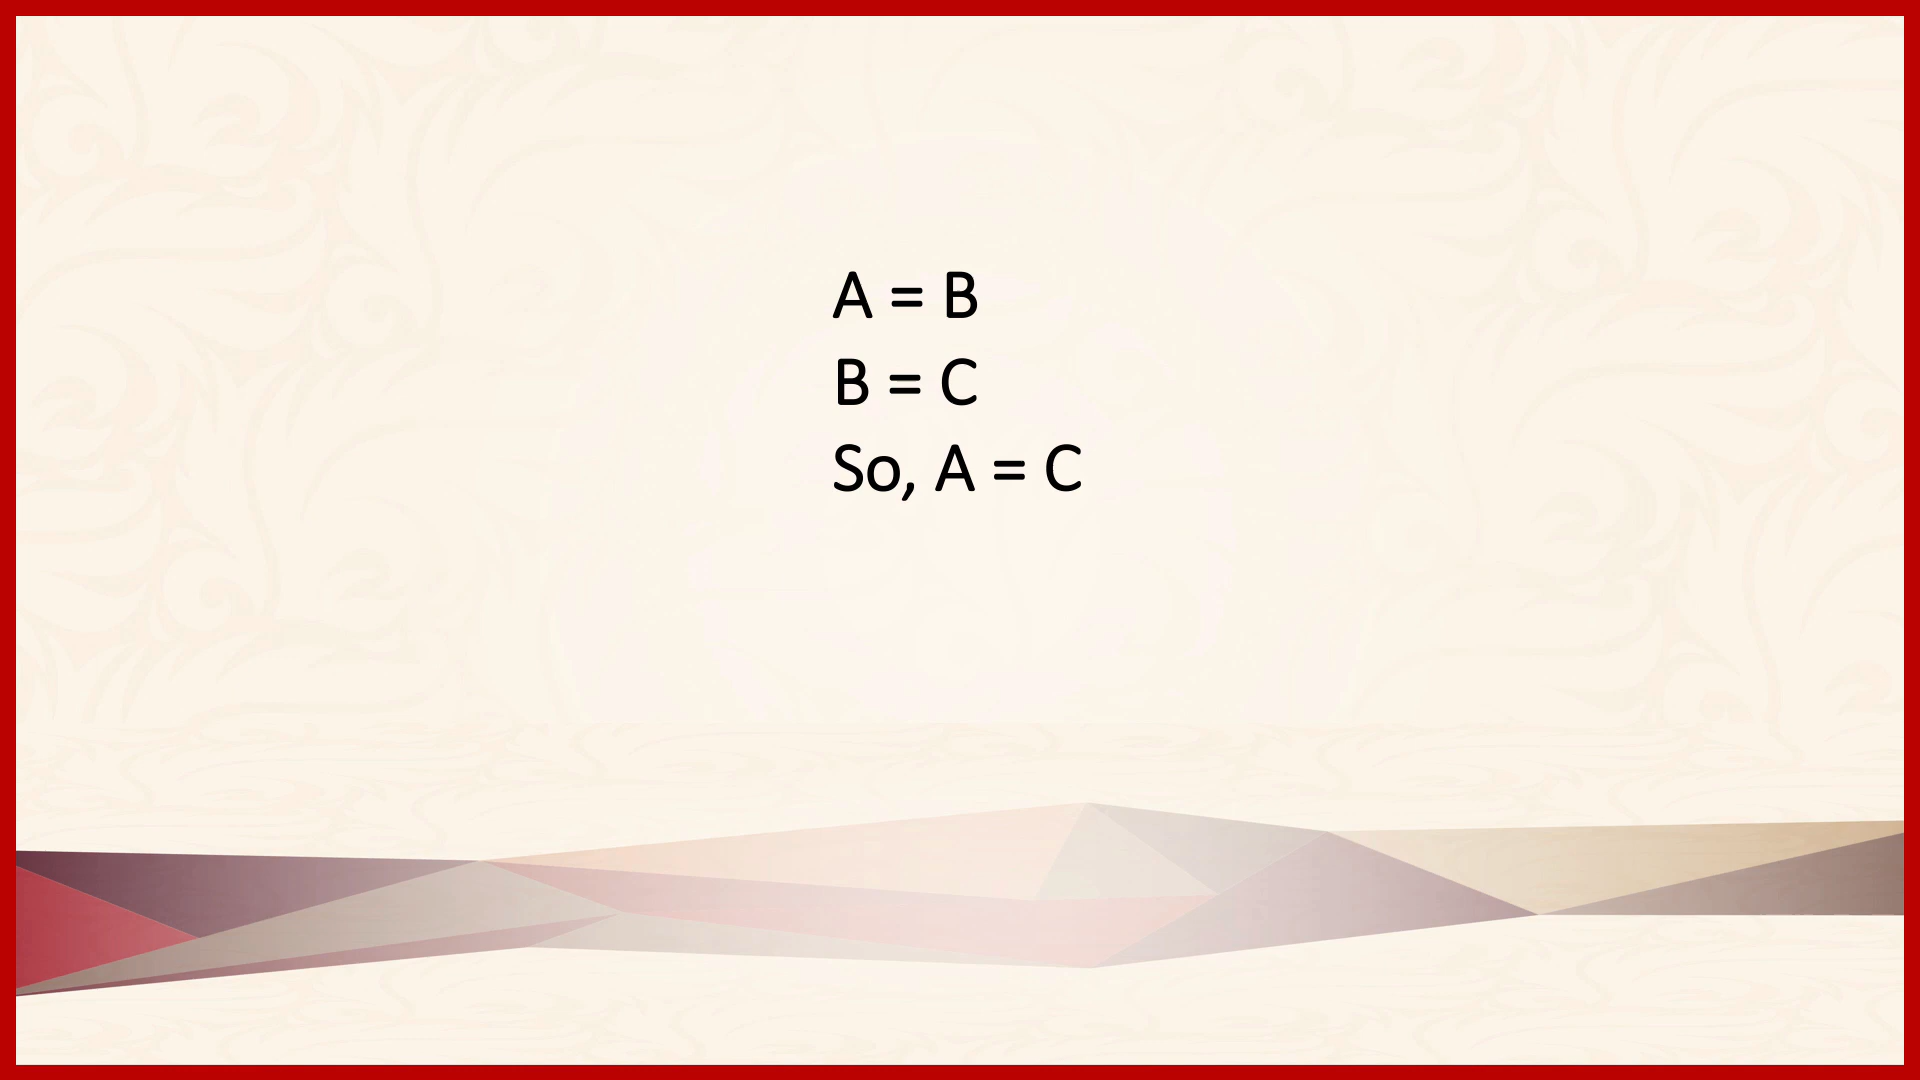 A = B
B = C
So, A = C